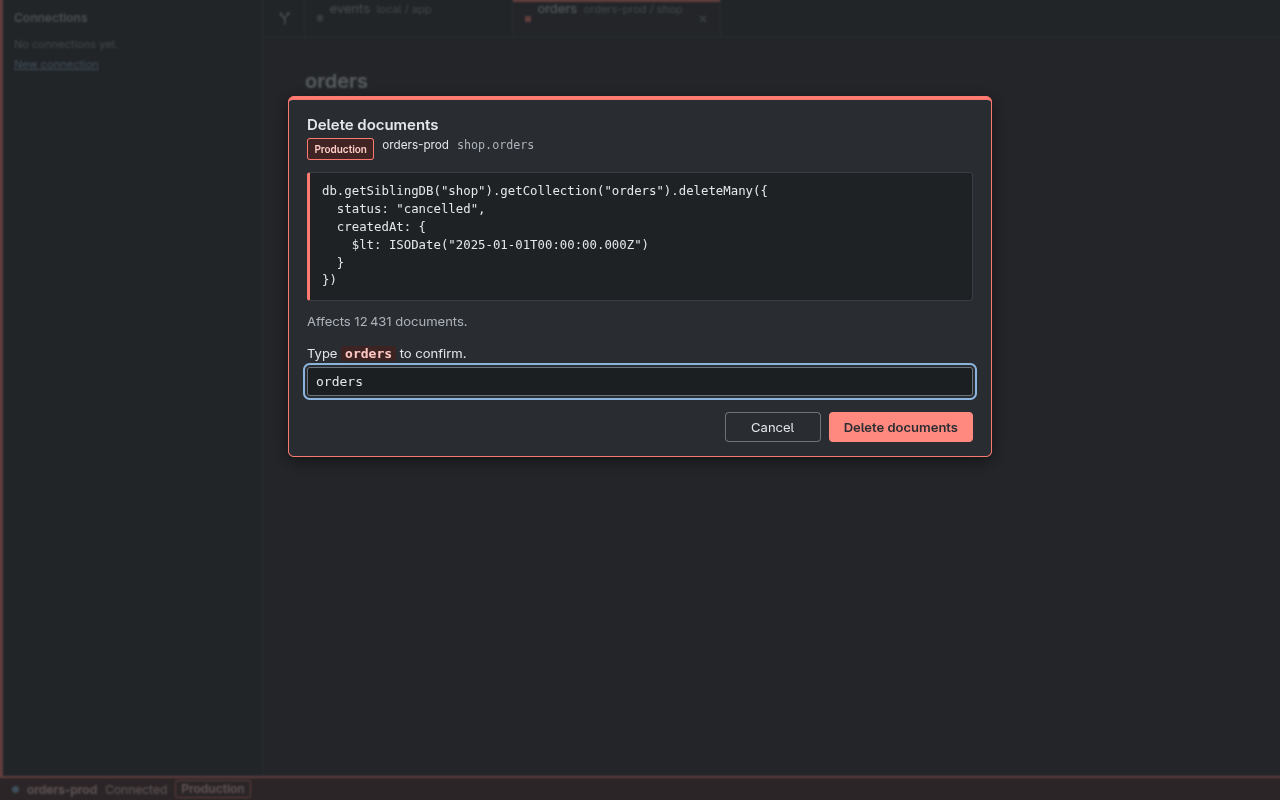 Connections
No connections yet.
New connection
events local / app
orders orders-prod / shop ×
orders
Delete documents
Production orders-prod shop.orders
db.getSiblingDB("shop").getCollection("orders").deleteMany({
  status: "cancelled",
  createdAt: {
    $lt: ISODate("2025-01-01T00:00:00.000Z")
  }
})
Affects 12 431 documents.
Type orders to confirm.
orders
Cancel Delete documents
orders-prod Connected Production